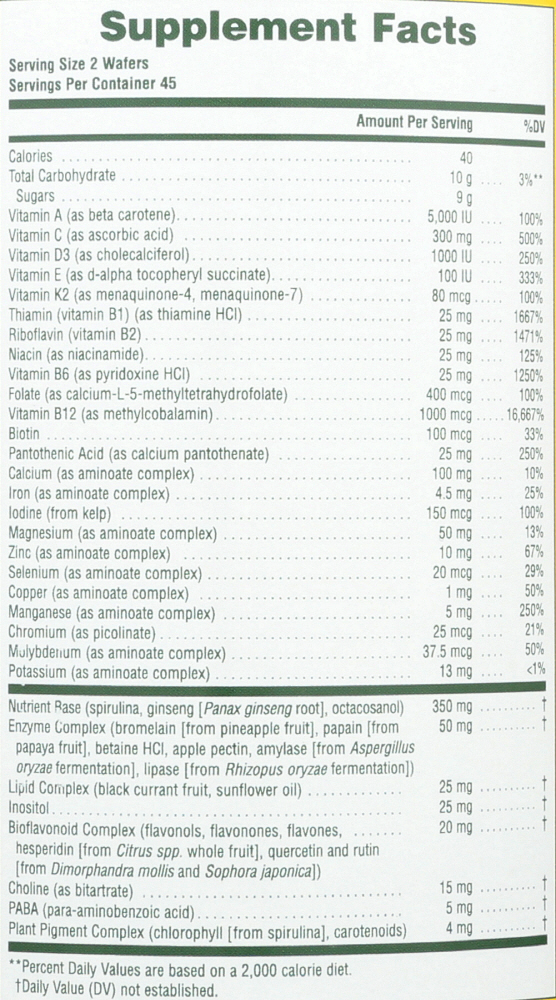 Supplement Facts
Serving Size 2 Wafers
Servings Per Container 45
Amount Per Serving %DV
Calories 40
Total Carbohydrate 10 g 3%**
Sugars 9 g
Vitamin A (as beta carotene) 5,000 IU 100%
Vitamin C (as ascorbic acid) 300 mg 500%
Vitamin D3 (as cholecalciferol) 1000 IU 250%
Vitamin E (as d-alpha tocopheryl succinate) 100 IU 333%
Vitamin K2 (as menaquinone-4, menaquinone-7) 80 mcg 100%
Thiamin (vitamin B1) (as thiamine HCl) 25 mg 1667%
Riboflavin (vitamin B2) 25 mg 1471%
Niacin (as niacinamide) 25 mg 125%
Vitamin B6 (as pyridoxine HCl) 25 mg 1250%
Folate (as calcium-L-5-methyltetrahydrofolate) 400 mcg 100%
Vitamin B12 (as methylcobalamin) 1000 mcg 16,667%
Biotin 100 mcg 33%
Pantothenic Acid (as calcium pantothenate) 25 mg 250%
Calcium (as aminoate complex) 100 mg 10%
Iron (as aminoate complex) 4.5 mg 25%
Iodine (from kelp) 150 mcg 100%
Magnesium (as aminoate complex) 50 mg 13%
Zinc (as aminoate complex) 10 mg 67%
Selenium (as aminoate complex) 20 mcg 29%
Copper (as aminoate complex) 1 mg 50%
Manganese (as aminoate complex) 5 mg 250%
Chromium (as picolinate) 25 mcg 21%
Molybdenum (as aminoate complex) 37.5 mcg 50%
Potassium (as aminoate complex) 13 mg <1%
Nutrient Base (spirulina, ginseng [Panax ginseng root], octacosanol) 350 mg †
Enzyme Complex (bromelain [from pineapple fruit], papain [from 50 mg †
papaya fruit], betaine HCl, apple pectin, amylase [from Aspergillus
oryzae fermentation], lipase [from Rhizopus oryzae fermentation])
Lipid Complex (black currant fruit, sunflower oil) 25 mg †
Inositol 25 mg †
Bioflavonoid Complex (flavonols, flavonones, flavones, 20 mg †
hesperidin [from Citrus spp. whole fruit], quercetin and rutin
[from Dimorphandra mollis and Sophora japonica])
Choline (as bitartrate) 15 mg †
PABA (para-aminobenzoic acid) 5 mg †
Plant Pigment Complex (chlorophyll [from spirulina], carotenoids) 4 mg †
**Percent Daily Values are based on a 2,000 calorie diet.
†Daily Value (DV) not established.